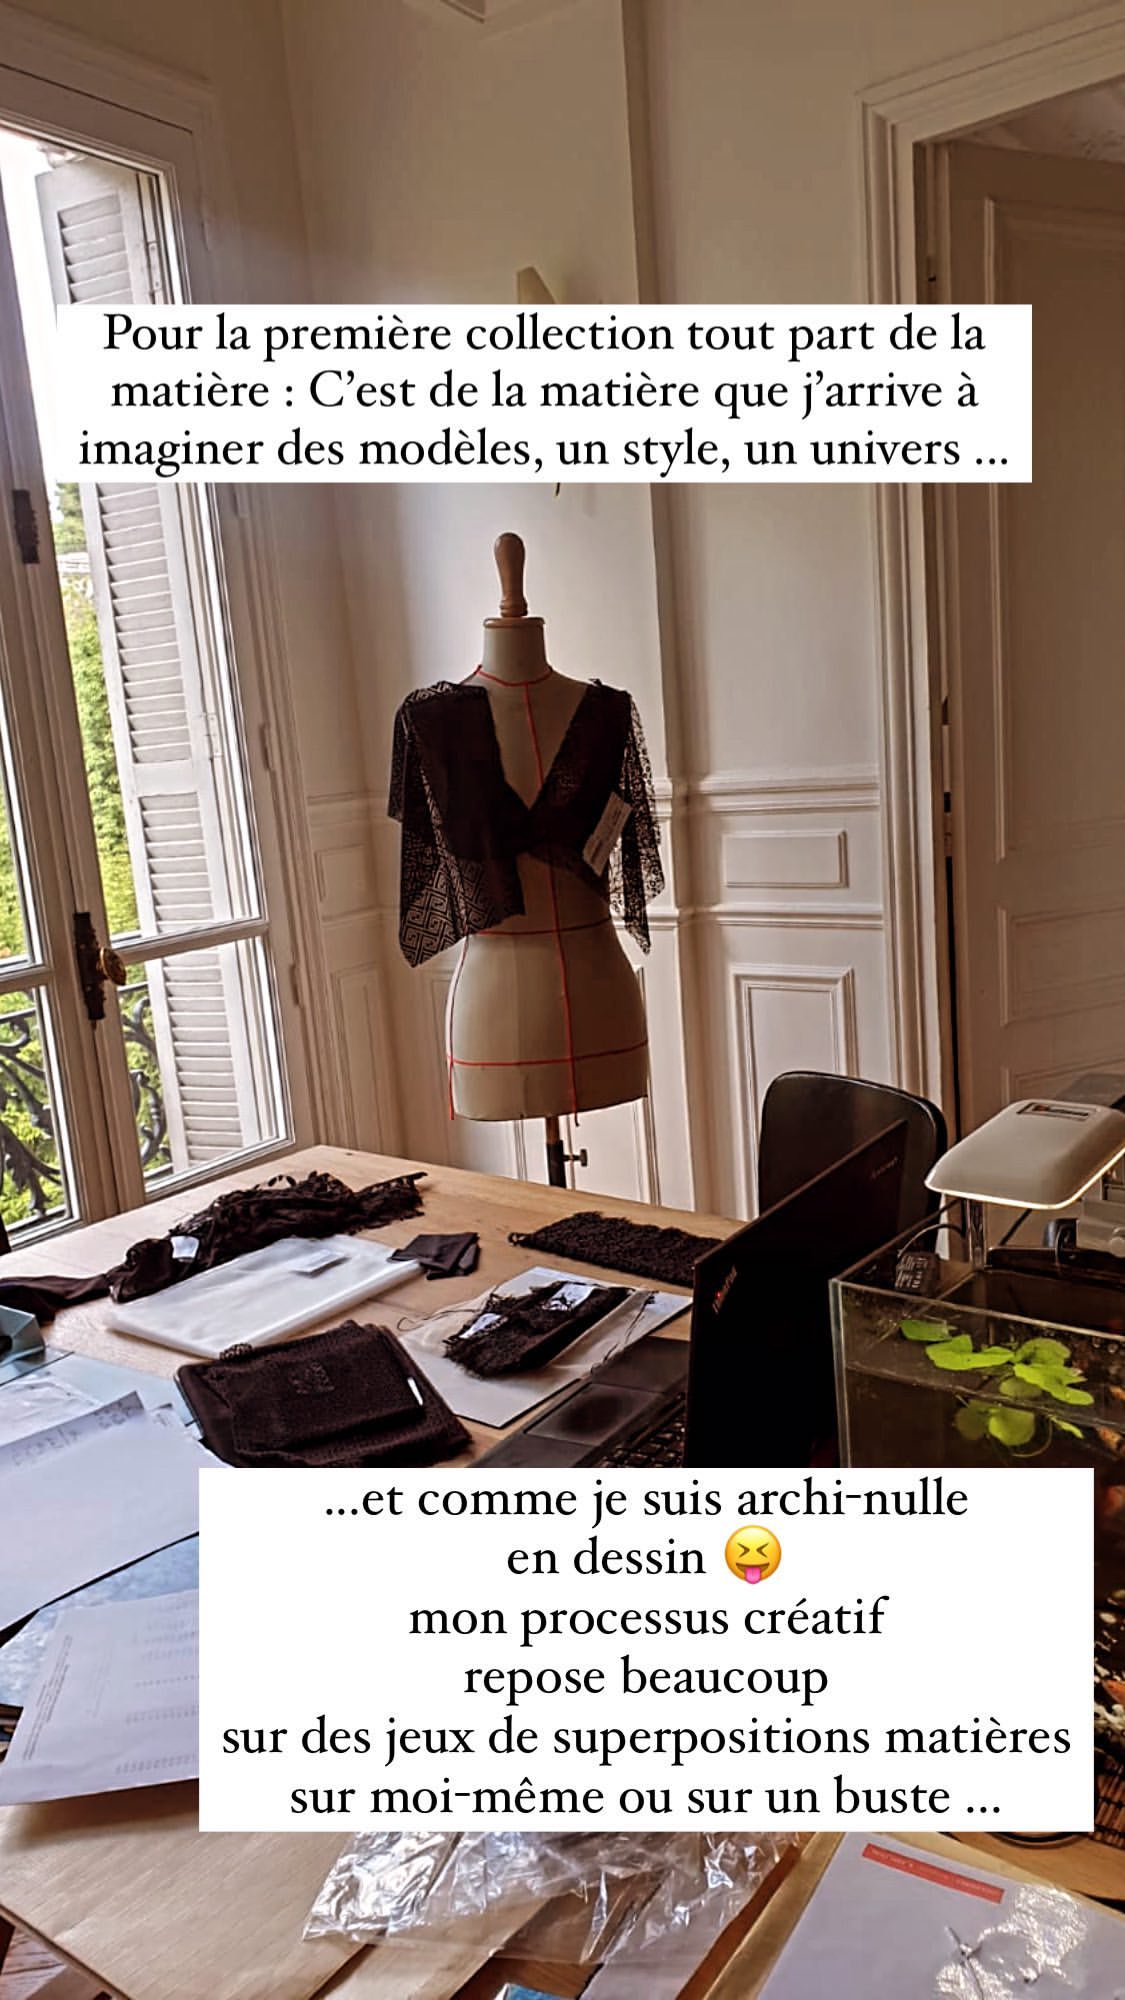 Pour la première collection tout part de la
matière : C’est de la matière que j’arrive à
imaginer des modèles, un style, un univers ...
...et comme je suis archi-nulle
en dessin 😝
mon processus créatif
repose beaucoup
sur des jeux de superpositions matières
sur moi-même ou sur un buste ...